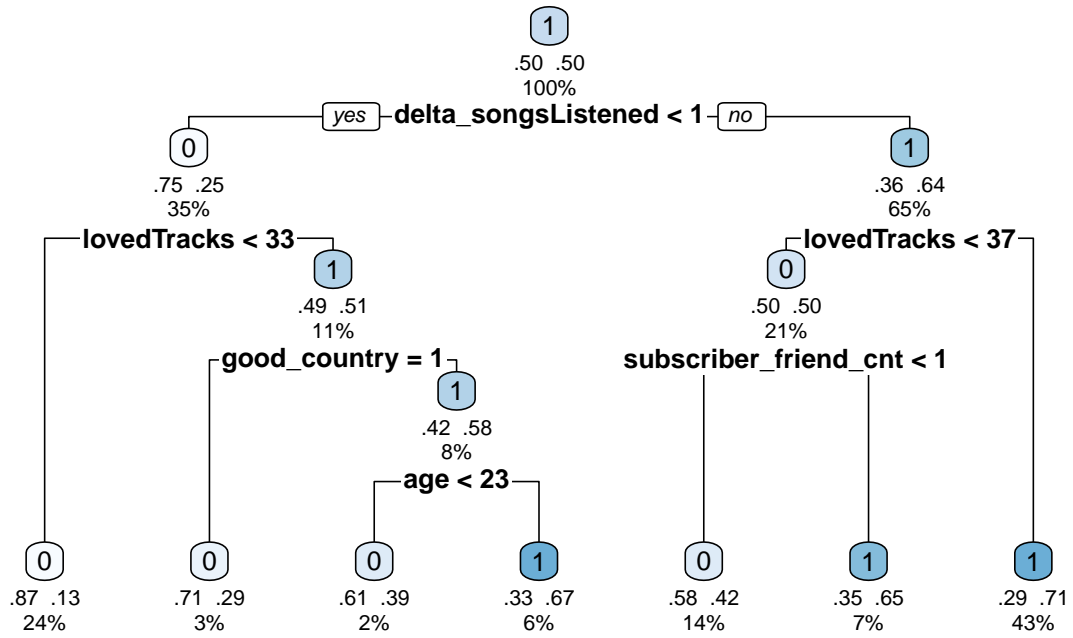 1
.50 .50
100%
yes delta_songsListened < 1 no
0
.75 .25
35%
1
.36 .64
65%
lovedTracks < 33
lovedTracks < 37
1
.49 .51
11%
0
.50 .50
21%
good_country = 1
subscriber_friend_cnt < 1
1
.42 .58
8%
age < 23
0 0 0 1 0 1 1
.87 .13 .71 .29 .61 .39 .33 .67 .58 .42 .35 .65 .29 .71
24% 3% 2% 6% 14% 7% 43%